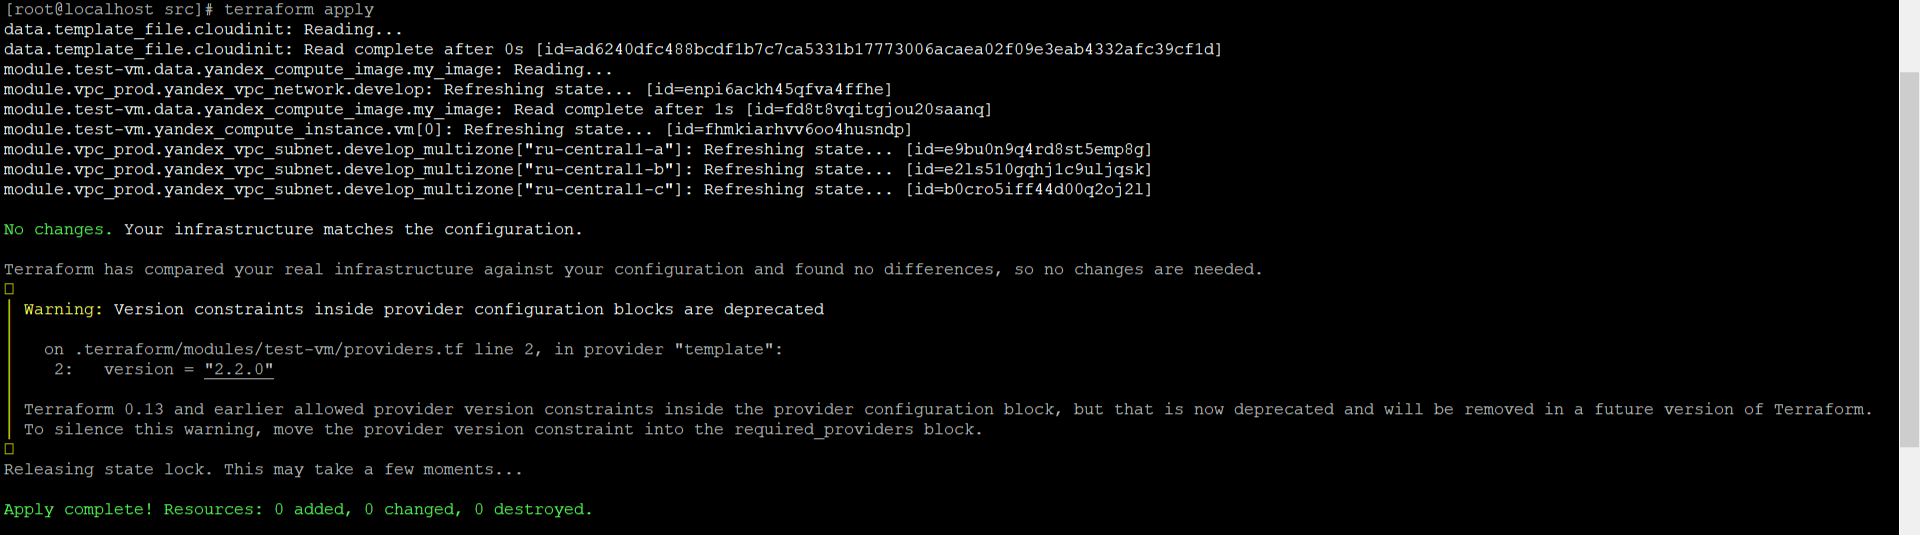 [root@localhost src]# terraform apply
data.template_file.cloudinit: Reading...
data.template_file.cloudinit: Read complete after 0s [id=ad6240dfc488bcdf1b7c7ca5331b17773006acaea02f09e3eab4332afc39cf1d]
module.test-vm.data.yandex_compute_image.my_image: Reading...
module.vpc_prod.yandex_vpc_network.develop: Refreshing state... [id=enpi6ackh45qfva4ffhe]
module.test-vm.data.yandex_compute_image.my_image: Read complete after 1s [id=fd8t8vqitgjou20saanq]
module.test-vm.yandex_compute_instance.vm[0]: Refreshing state... [id=fhmkiarhvv6oo4husndp]
module.vpc_prod.yandex_vpc_subnet.develop_multizone["ru-central1-a"]: Refreshing state... [id=e9bu0n9q4rd8st5emp8g]
module.vpc_prod.yandex_vpc_subnet.develop_multizone["ru-central1-b"]: Refreshing state... [id=e2ls510gqhj1c9uljqsk]
module.vpc_prod.yandex_vpc_subnet.develop_multizone["ru-central1-c"]: Refreshing state... [id=b0cro5iff44d00q2oj2l]
No changes. Your infrastructure matches the configuration.
Terraform has compared your real infrastructure against your configuration and found no differences, so no changes are needed.
Warning: Version constraints inside provider configuration blocks are deprecated
on .terraform/modules/test-vm/providers.tf line 2, in provider "template":
2: version = "2.2.0"
Terraform 0.13 and earlier allowed provider version constraints inside the provider configuration block, but that is now deprecated and will be removed in a future version of Terraform.
To silence this warning, move the provider version constraint into the required_providers block.
Releasing state lock. This may take a few moments...
Apply complete! Resources: 0 added, 0 changed, 0 destroyed.